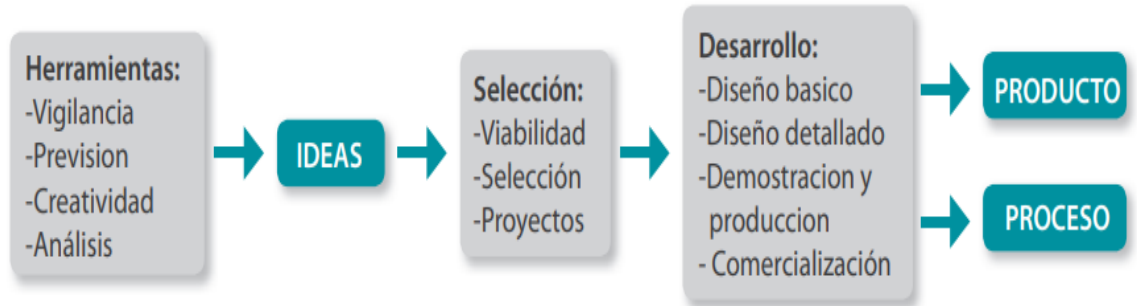 Herramientas:
-Vigilancia
-Prevision
-Creatividad
-Análisis
IDEAS
Selección:
-Viabilidad
-Selección
-Proyectos
Desarrollo:
-Diseño basico
-Diseño detallado
-Demostracion y
produccion
- Comercialización
PRODUCTO
PROCESO